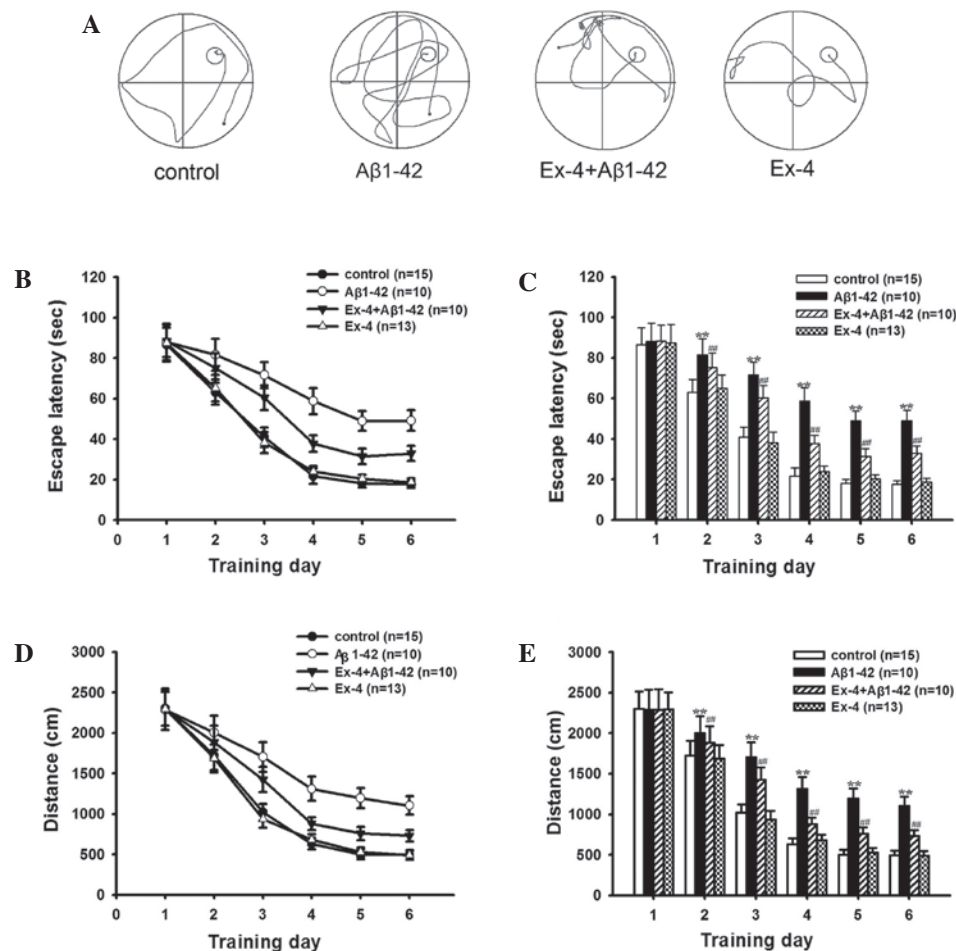 A
control
Aβ1-42
Ex-4+Aβ1-42
Ex-4
B
Escape latency (sec)
120
100
80
60
40
20
0
control (n=15)
Aβ1-42 (n=10)
Ex-4+Aβ1-42 (n=10)
Ex-4 (n=13)
0 1 2 3 4 5 6
Training day
C
Escape latency (sec)
120
100
80
60
40
20
0
control (n=15)
Aβ1-42 (n=10)
Ex-4+Aβ1-42 (n=10)
Ex-4 (n=13)
** ## ** ## ** ## ** ## ** ##
1 2 3 4 5 6
Training day
D
Distance (cm)
3000
2500
2000
1500
1000
500
0
control (n=15)
Aβ 1-42 (n=10)
Ex-4+Aβ1-42 (n=10)
Ex-4 (n=13)
0 1 2 3 4 5 6
Training day
E
Distance (cm)
3000
2500
2000
1500
1000
500
0
control (n=15)
Aβ1-42 (n=10)
Ex-4+Aβ1-42 (n=10)
Ex-4 (n=13)
** ## ** ## ** ## ** ## ** ##
1 2 3 4 5 6
Training day